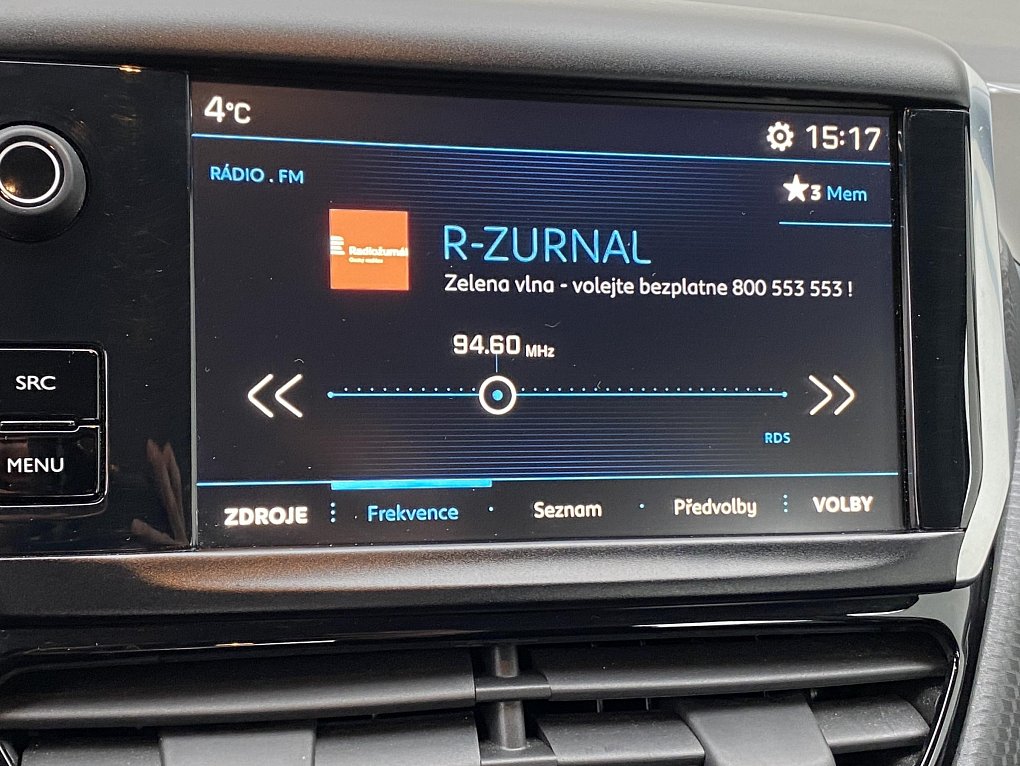 4°C
15:17
RÁDIO . FM
3 Mem
Radiožurnál
R-ZURNAL
Zelena vlna - volejte bezplatne 800 553 553 !
94.60 MHz
SRC
RDS
MENU
ZDROJE
Frekvence
Seznam
Předvolby
VOLBY